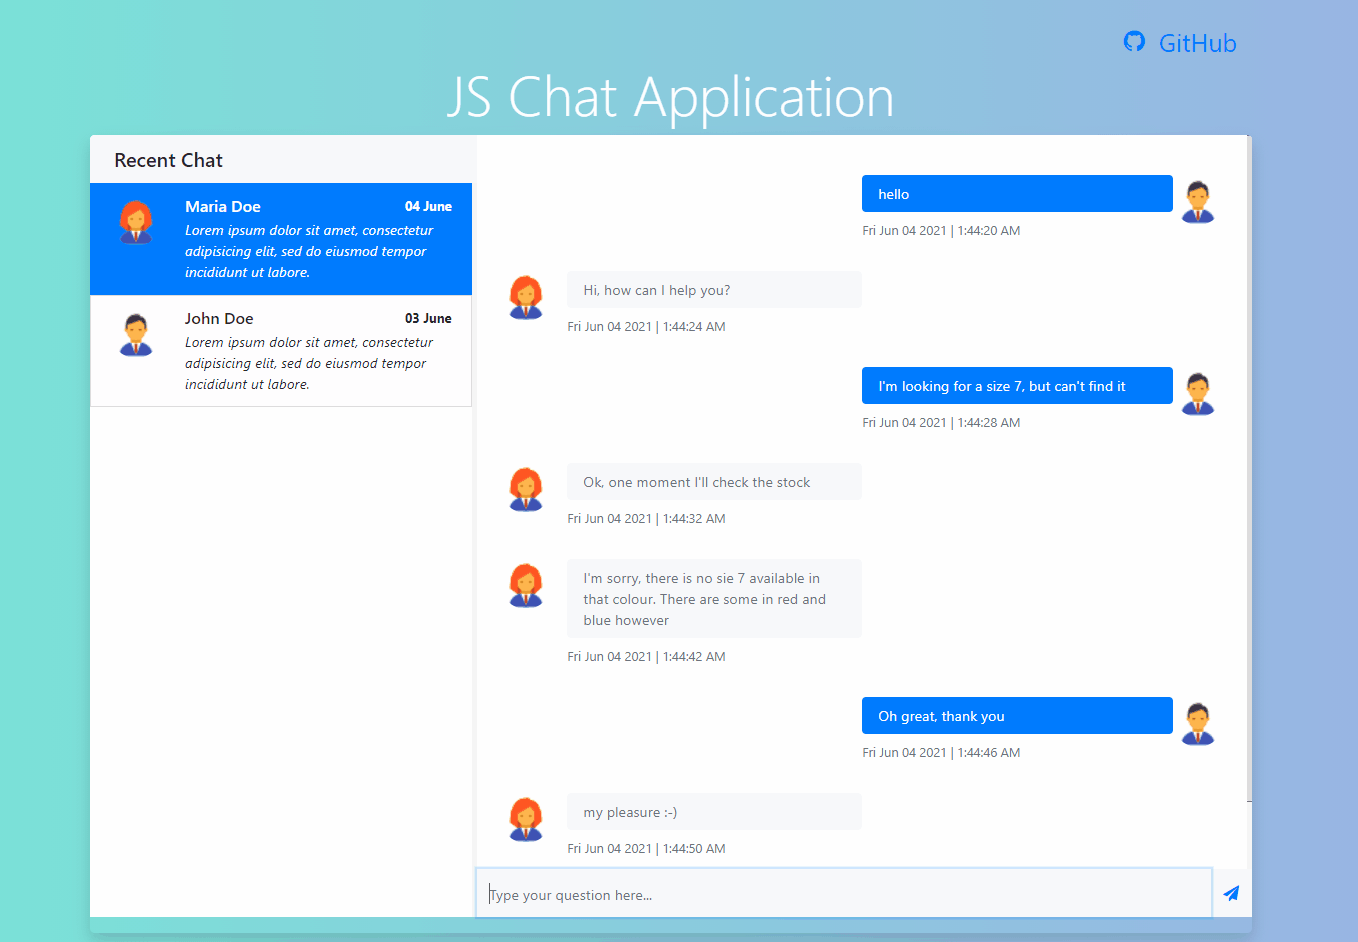 GitHub
JS Chat Application
Recent Chat
Maria Doe
04 June
Lorem ipsum dolor sit amet, consectetur
adipisicing elit, sed do eiusmod tempor
incididunt ut labore.
John Doe
03 June
Lorem ipsum dolor sit amet, consectetur
adipisicing elit, sed do eiusmod tempor
incididunt ut labore.
hello
Fri Jun 04 2021 | 1:44:20 AM
Hi, how can I help you?
Fri Jun 04 2021 | 1:44:24 AM
I'm looking for a size 7, but can't find it
Fri Jun 04 2021 | 1:44:28 AM
Ok, one moment I'll check the stock
Fri Jun 04 2021 | 1:44:32 AM
I'm sorry, there is no sie 7 available in
that colour. There are some in red and
blue however
Fri Jun 04 2021 | 1:44:42 AM
Oh great, thank you
Fri Jun 04 2021 | 1:44:46 AM
my pleasure :-)
Fri Jun 04 2021 | 1:44:50 AM
Type your question here...